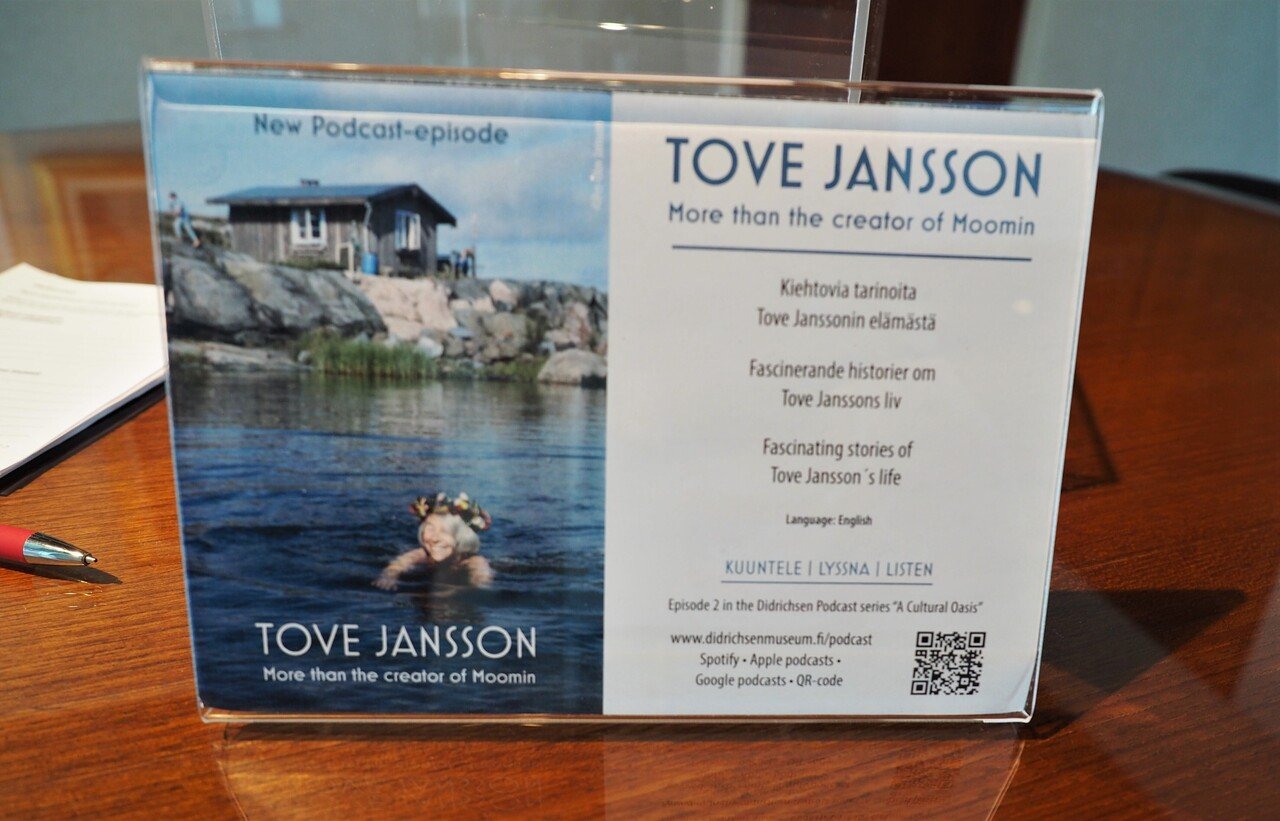 New Podcast-episode
TOVE JANSSON
More than the creator of Moomin
TOVE JANSSON
More than the creator of Moomin
Kiehtovia tarinoita
Tove Janssonin elämästä
Fascinerande historier om
Tove Janssons liv
Fascinating stories of
Tove Jansson´s life
Language: English
KUUNTELE | LYSSNA | LISTEN
Episode 2 in the Didrichsen Podcast series "A Cultural Oasis"
www.didrichsenmuseum.fi/podcast
Spotify • Apple podcasts •
Google podcasts • QR-code